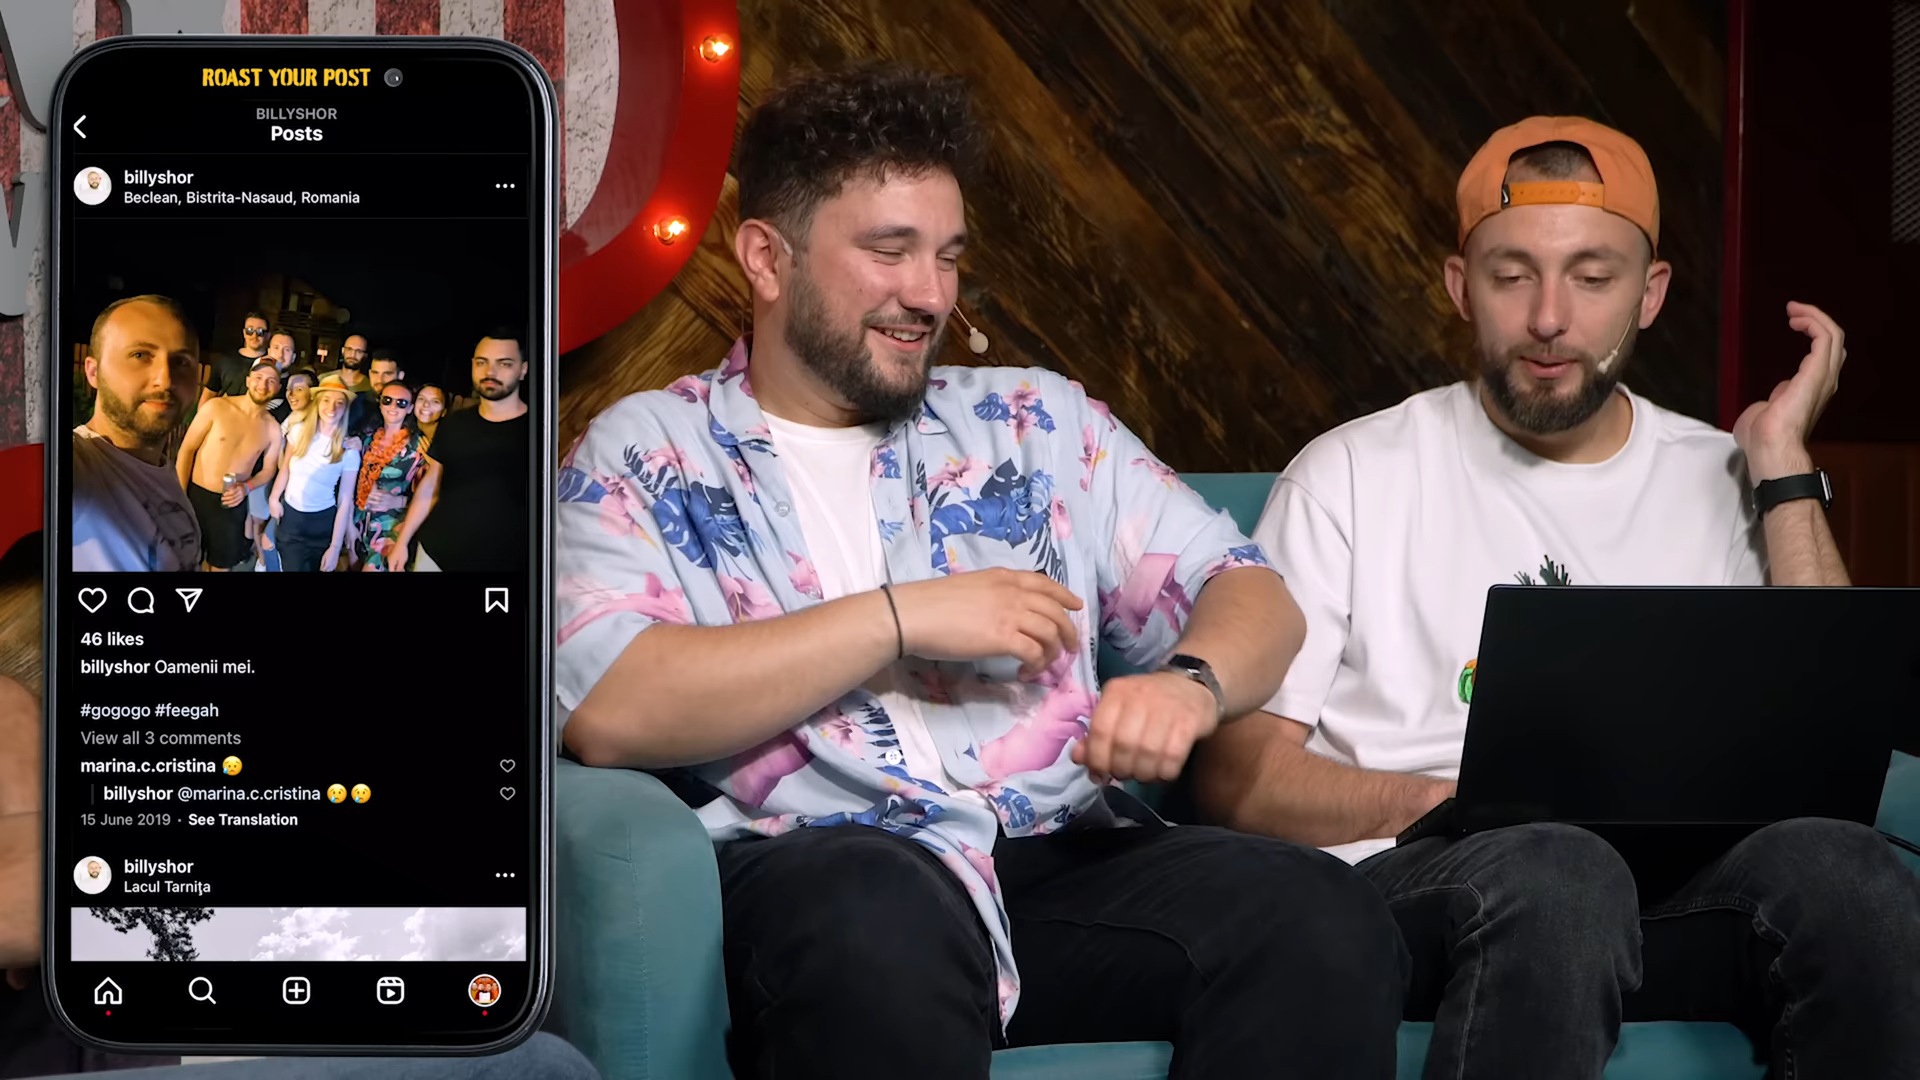 ROAST YOUR POST
BILLYSHOR
Posts
billyshor
Beclean, Bistrita-Nasaud, Romania
46 likes
billyshor Oamenii mei.
#gogogo #feegah
View all 3 comments
marina.c.cristina 😥
billyshor @marina.c.cristina 😢😢
15 June 2019 · See Translation
billyshor
Lacul Tarniţa